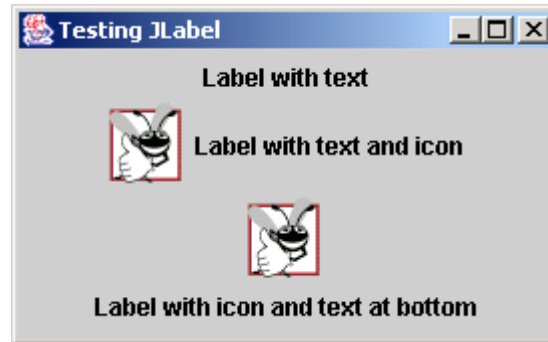 Testing JLabel
Label with text
Label with text and icon
Label with icon and text at bottom